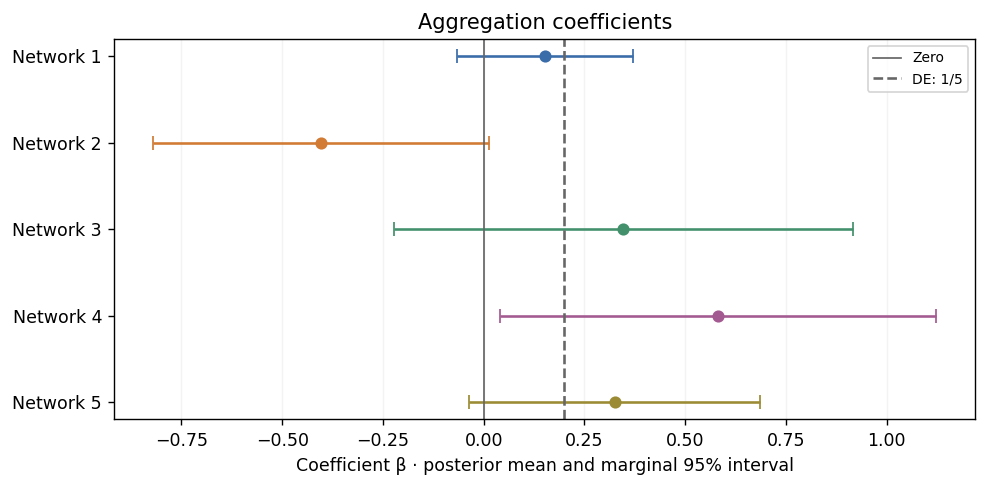 Aggregation coefficients
Network 1
Network 2
Network 3
Network 4
Network 5
Zero
DE: 1/5
−0.75 −0.50 −0.25 0.00 0.25 0.50 0.75 1.00
Coefficient β · posterior mean and marginal 95% interval